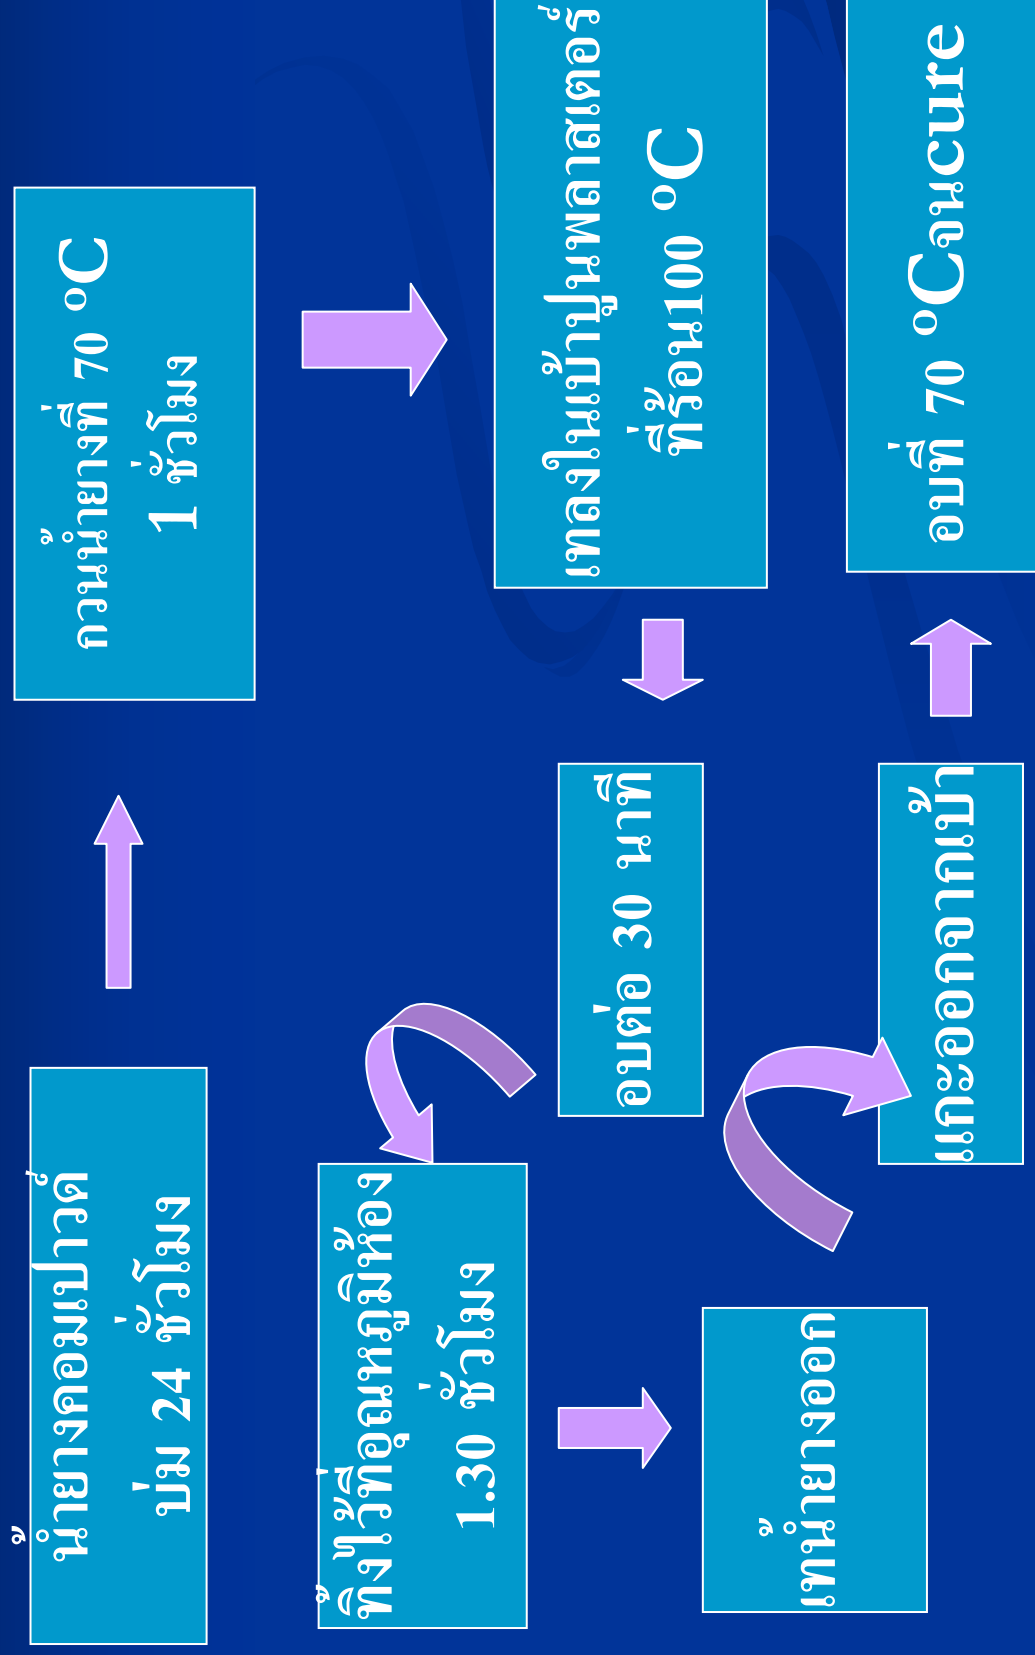 น้ำยางคอมแปาวด์
บ่ม 24 ชั่วโมง
กวนน้ำยางที่ 70 °C
1 ชั่วโมง
เทลงในแบ้าปูนพลาสเตอร์
ที่ร้อน100 °C
ทิ้งไว้ที่อุณหภูมิห้อง
1.30 ชั่วโมง
อบต่อ 30 นาที
เทน้ำยางออก
แกะออกจากเบ้า
อบที่ 70 °Cจนcure